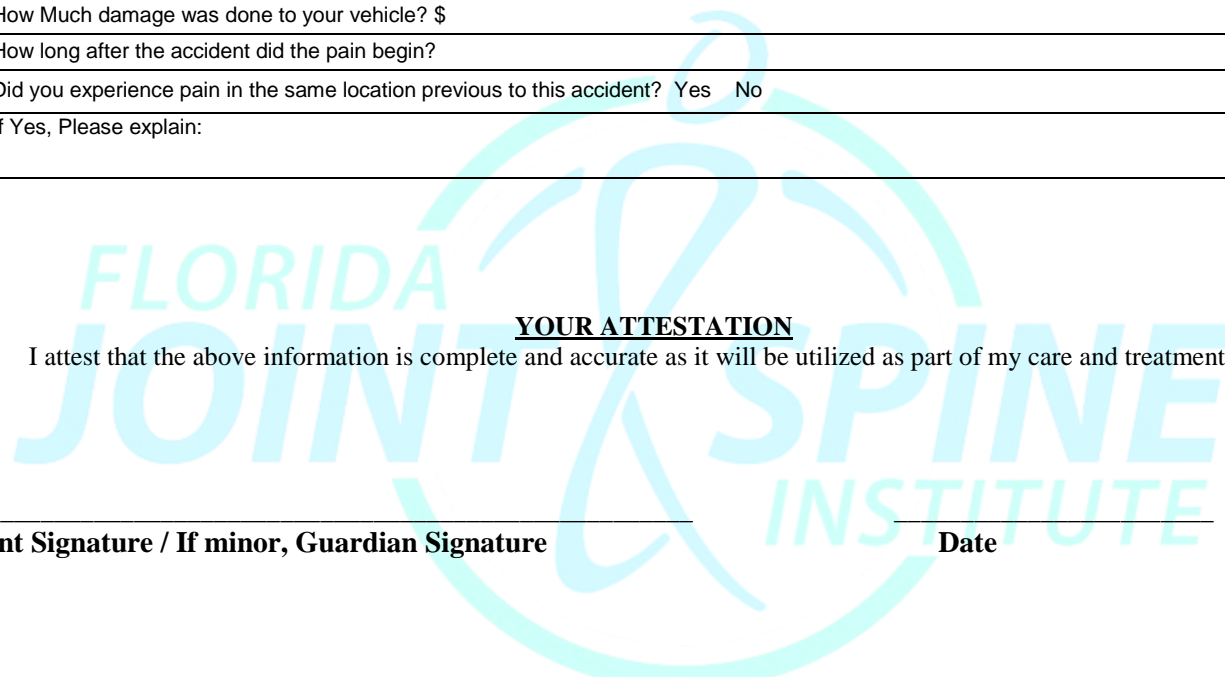 How Much damage was done to your vehicle? $
How long after the accident did the pain begin?
Did you experience pain in the same location previous to this accident? Yes No
If Yes, Please explain:
FLORIDA
JOINT & SPINE
INSTITUTE
YOUR ATTESTATION
I attest that the above information is complete and accurate as it will be utilized as part of my care and treatment
nt Signature / If minor, Guardian Signature Date